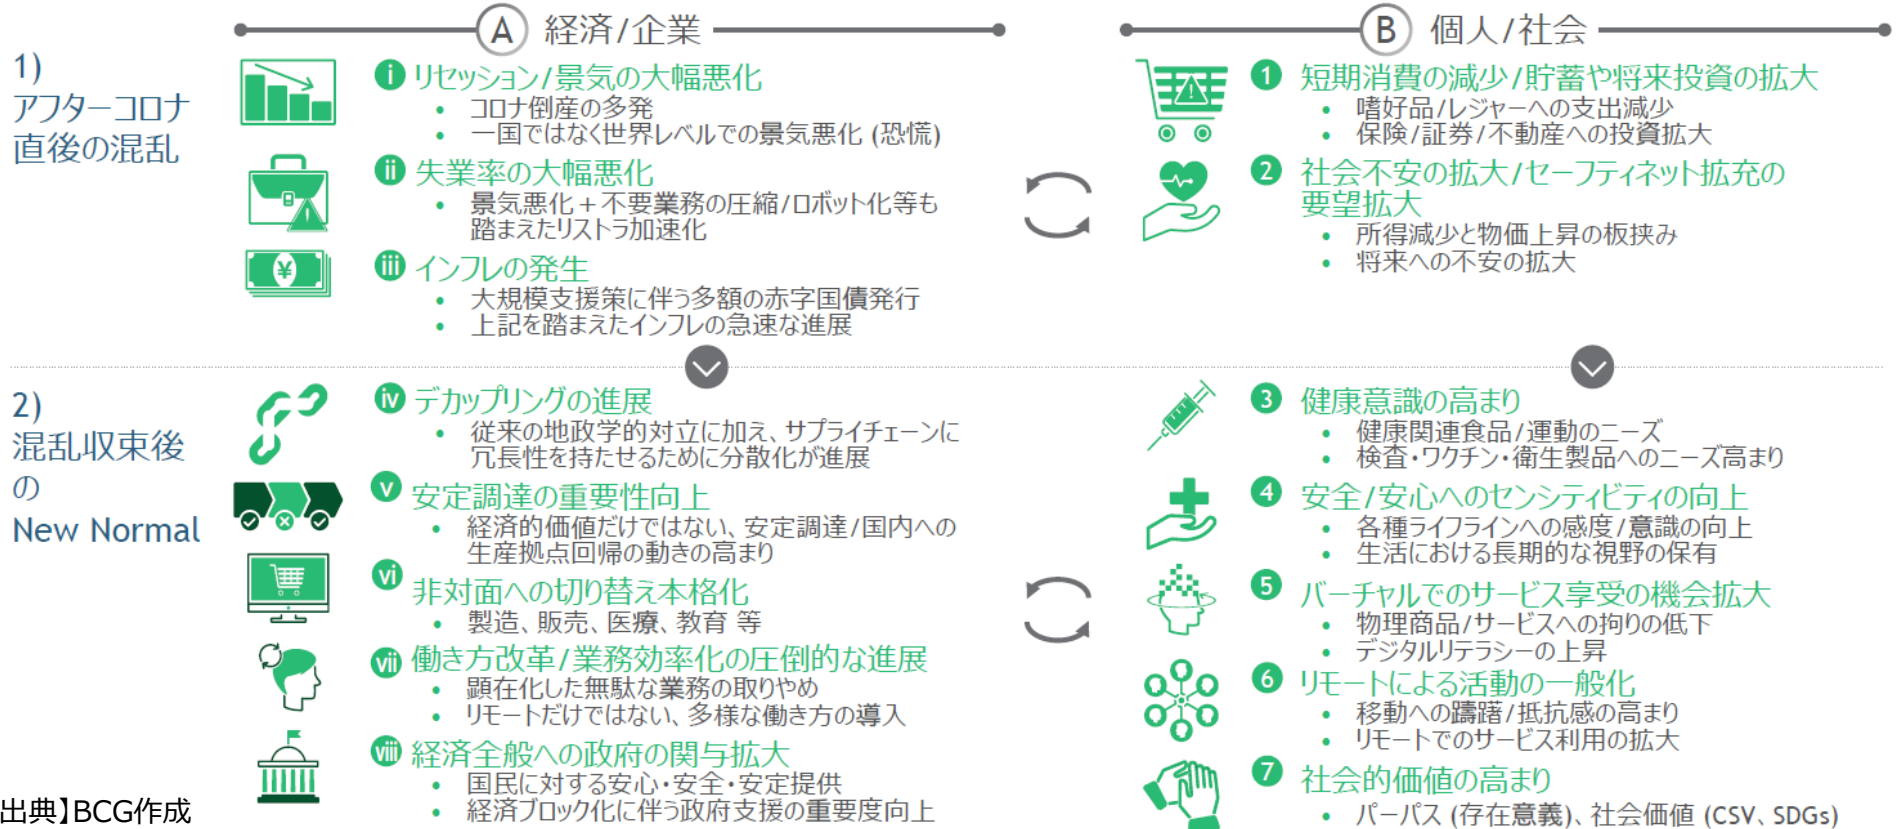 A 経済/企業
B 個人/社会
1)
アフターコロナ
直後の混乱
i リセッション/景気の大幅悪化
• コロナ倒産の多発
• 一国ではなく世界レベルでの景気悪化 (恐慌)
ii 失業率の大幅悪化
• 景気悪化+不要業務の圧縮/ロボット化等も
踏まえたリストラ加速化
¥
iii インフレの発生
• 大規模支援策に伴う多額の赤字国債発行
• 上記を踏まえたインフレの急速な進展
1 短期消費の減少/貯蓄や将来投資の拡大
• 嗜好品/レジャーへの支出減少
• 保険/証券/不動産への投資拡大
2 社会不安の拡大/セーフティネット拡充の
要望拡大
• 所得減少と物価上昇の板挟み
• 将来への不安の拡大
2)
混乱収束後
の
New Normal
iv デカップリングの進展
• 従来の地政学的対立に加え、サプライチェーンに
冗長性を持たせるために分散化が進展
v 安定調達の重要性向上
• 経済的価値だけではない、安定調達/国内への
生産拠点回帰の動きの高まり
vi 非対面への切り替え本格化
• 製造、販売、医療、教育 等
vii 働き方改革/業務効率化の圧倒的な進展
• 顕在化した無駄な業務の取りやめ
• リモートだけではない、多様な働き方の導入
viii 経済全般への政府の関与拡大
• 国民に対する安心・安全・安定提供
• 経済ブロック化に伴う政府支援の重要度向上
3 健康意識の高まり
• 健康関連食品/運動のニーズ
• 検査・ワクチン・衛生製品へのニーズ高まり
4 安全/安心へのセンシティビティの向上
• 各種ライフラインへの感度/意識の向上
• 生活における長期的な視野の保有
5 バーチャルでのサービス享受の機会拡大
• 物理商品/サービスへの拘りの低下
• デジタルリテラシーの上昇
6 リモートによる活動の一般化
• 移動への躊躇/抵抗感の高まり
• リモートでのサービス利用の拡大
7 社会的価値の高まり
• パーパス (存在意義)、社会価値 (CSV、SDGs)
出典】BCG作成